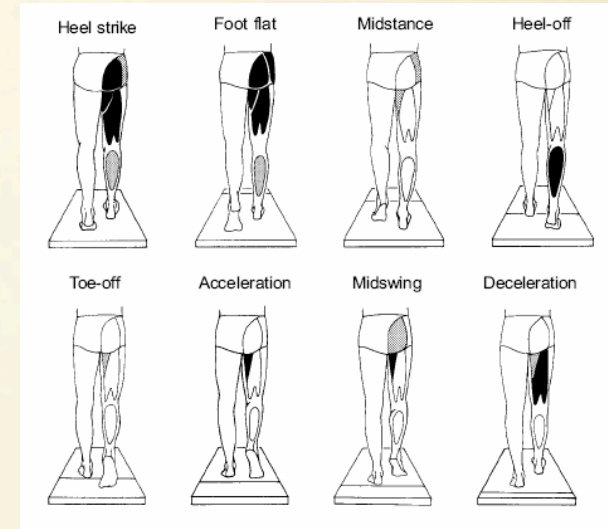 Heel strike
Foot flat
Midstance
Heel-off
Toe-off
Acceleration
Midswing
Deceleration